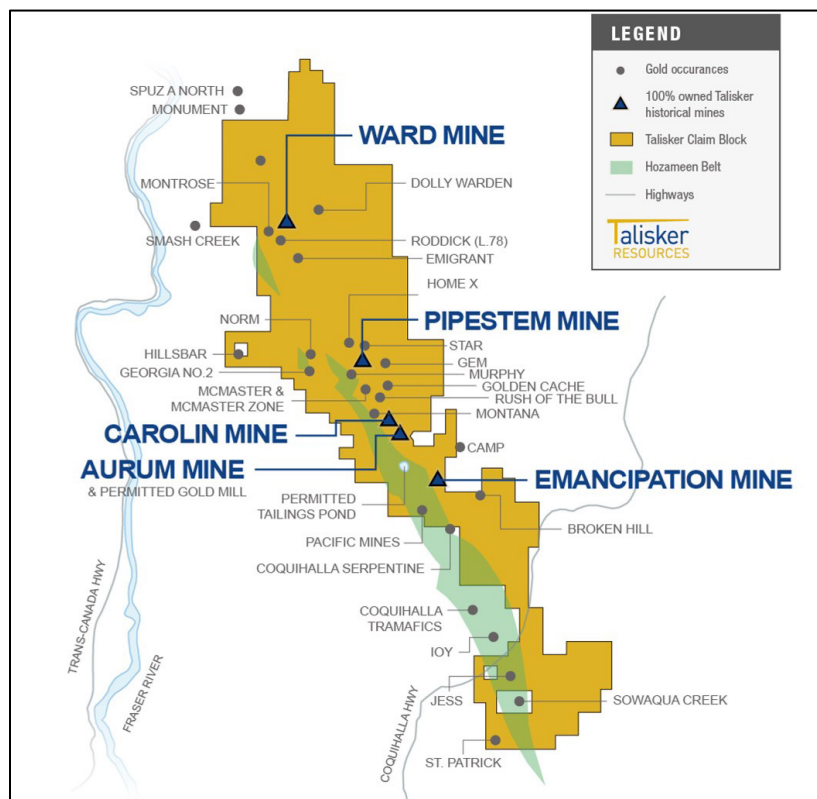 LEGEND
Gold occurances
100% owned Talisker
historical mines
Talisker Claim Block
Hozameen Belt
Highways
Talisker
RESOURCES
SPUZ A NORTH
MONUMENT
WARD MINE
MONTROSE
DOLLY WARDEN
SMASH CREEK
RODDICK (L.78)
EMIGRANT
HOME X
NORM
PIPESTEM MINE
STAR
HILLSBAR
GEM
GEORGIA NO.2
MURPHY
MCMASTER &
MCMASTER ZONE
GOLDEN CACHE
RUSH OF THE BULL
MONTANA
CAROLIN MINE
CAMP
AURUM MINE
& PERMITTED GOLD MILL
EMANCIPATION MINE
PERMITTED
TAILINGS POND
BROKEN HILL
PACIFIC MINES
COQUIHALLA SERPENTINE
TRANS-CANADA HWY
FRASER RIVER
COQUIHALLA
TRAMAFICS
IOY
JESS
SOWAQUA CREEK
COQUIHALLA HWY
ST. PATRICK